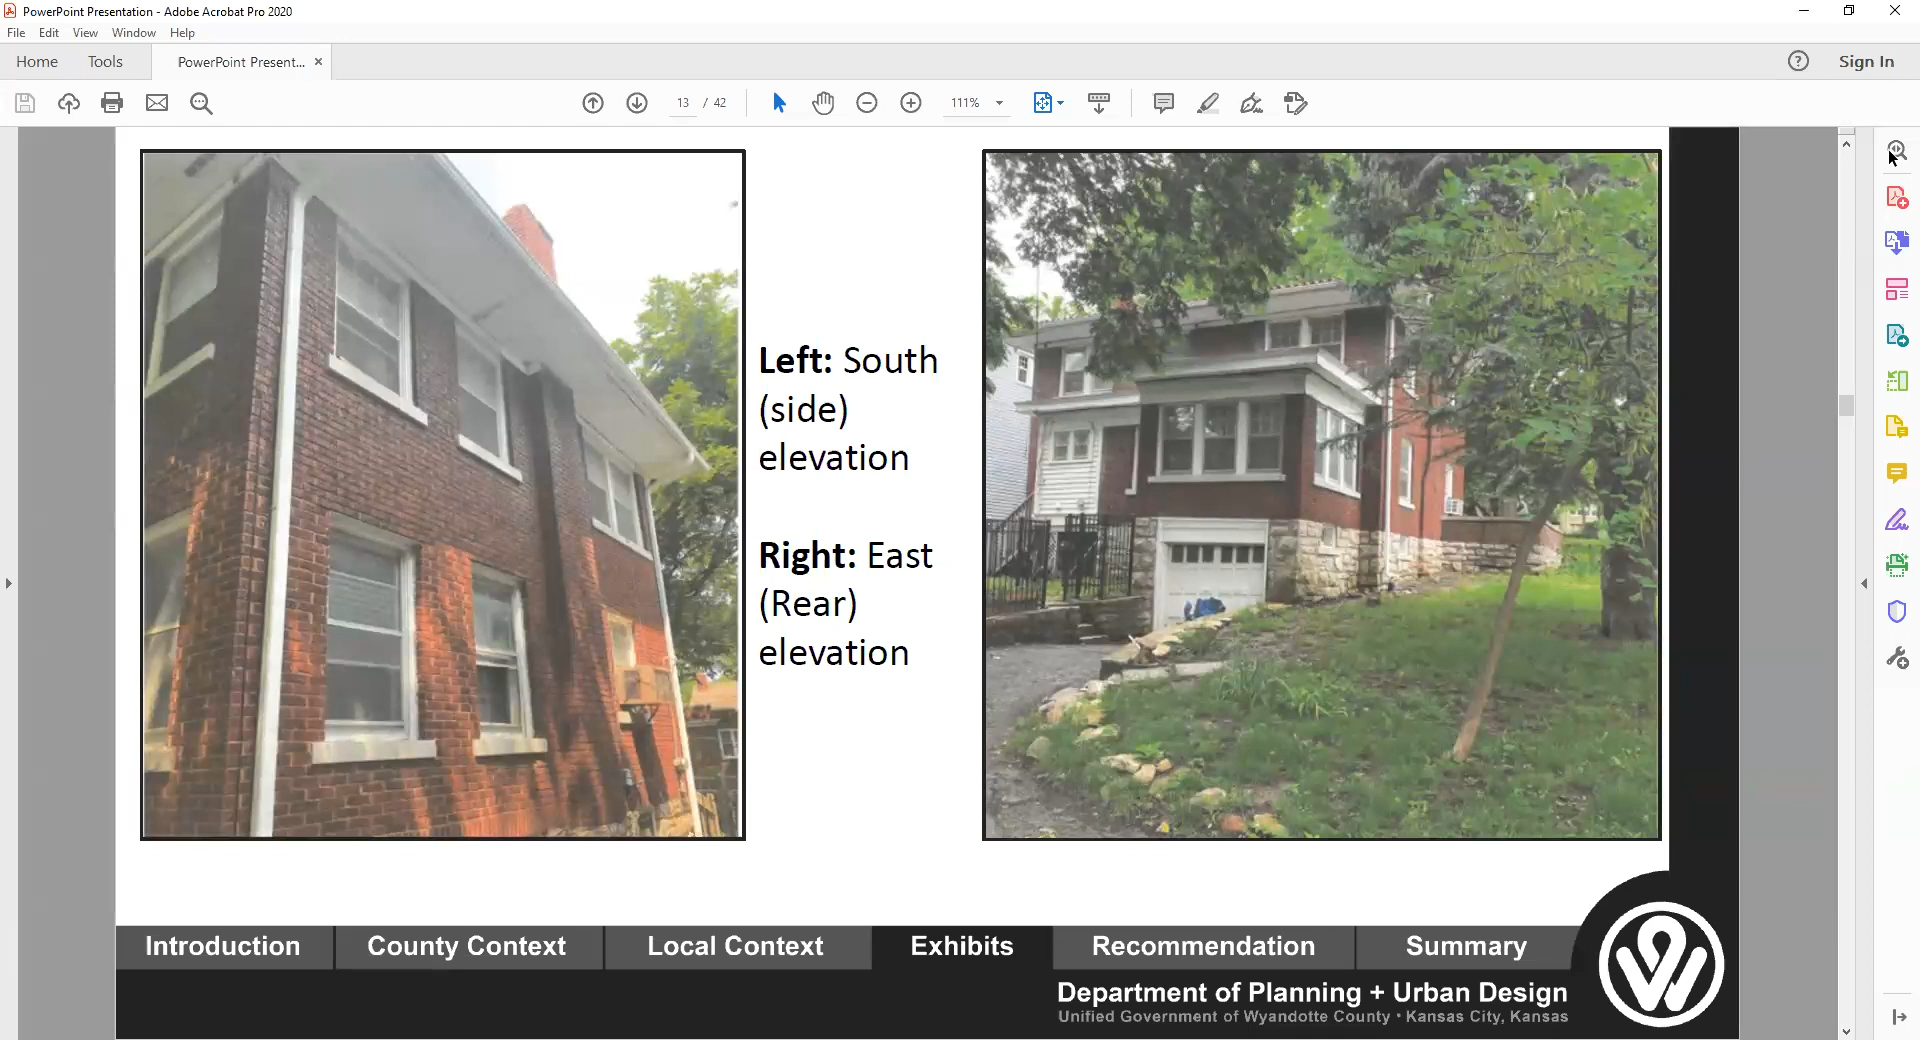 PowerPoint Presentation - Adobe Acrobat Pro 2020
File Edit View Window Help
Home Tools PowerPoint Present... ×
Sign In
13 / 42
111%
Left: South
(side)
elevation
Right: East
(Rear)
elevation
Introduction County Context Local Context Exhibits Recommendation Summary
Department of Planning + Urban Design
Unified Government of Wyandotte County • Kansas City, Kansas